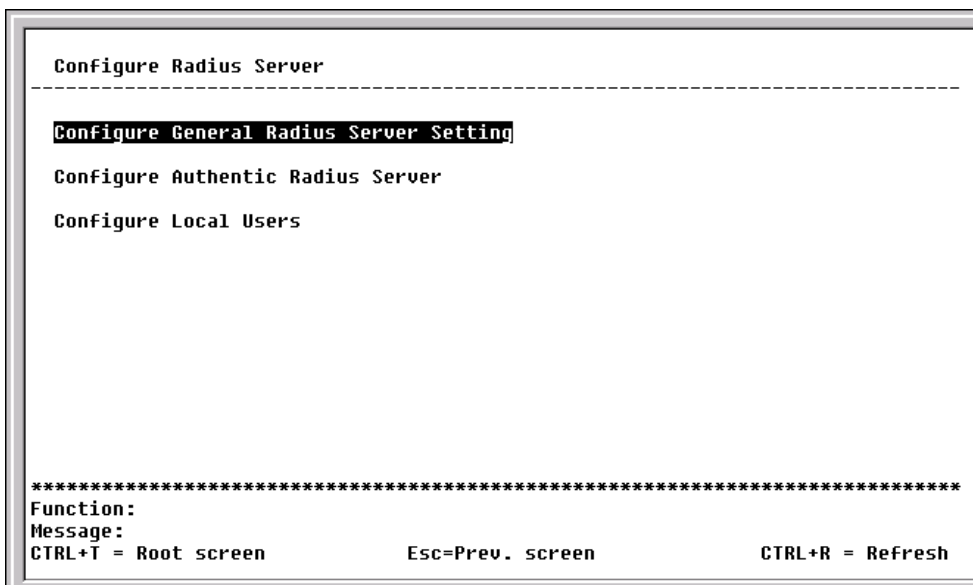 Configure Radius Server
--------------------------------------------------------------------------------
Configure General Radius Server Setting
Configure Authentic Radius Server
Configure Local Users
********************************************************************************
Function:
Message:
CTRL+T = Root screen Esc=Prev. screen CTRL+R = Refresh